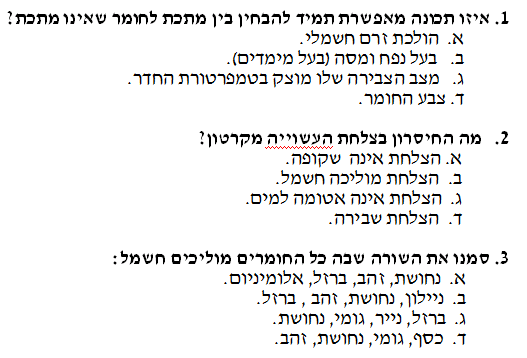 1. איזו תכונה מאפשרת תמיד להבחין בין מתכת לחומר שאינו מתכת?
א. הולכת זרם חשמלי.
ב. בעל נפח ומסה (בעל מימדים).
ג. מצב הצבירה שלו מוצק בטמפרטורת החדר.
ד. צבע החומר.
2. מה החיסרון בצלחת העשוייה מקרטון?
א. הצלחת אינה שקופה.
ב. הצלחת מוליכה חשמל.
ג. הצלחת אינה אטומה למים.
ד. הצלחת שבירה.
3. סמנו את השורה שבה כל החומרים מוליכים חשמל:
א. נחושת, זהב, ברזל, אלומיניום.
ב. ניילון, נחושת, זהב , ברזל.
ג. ברזל, נייר, גומי, נחושת.
ד. כסף, גומי, נחושת, זהב.